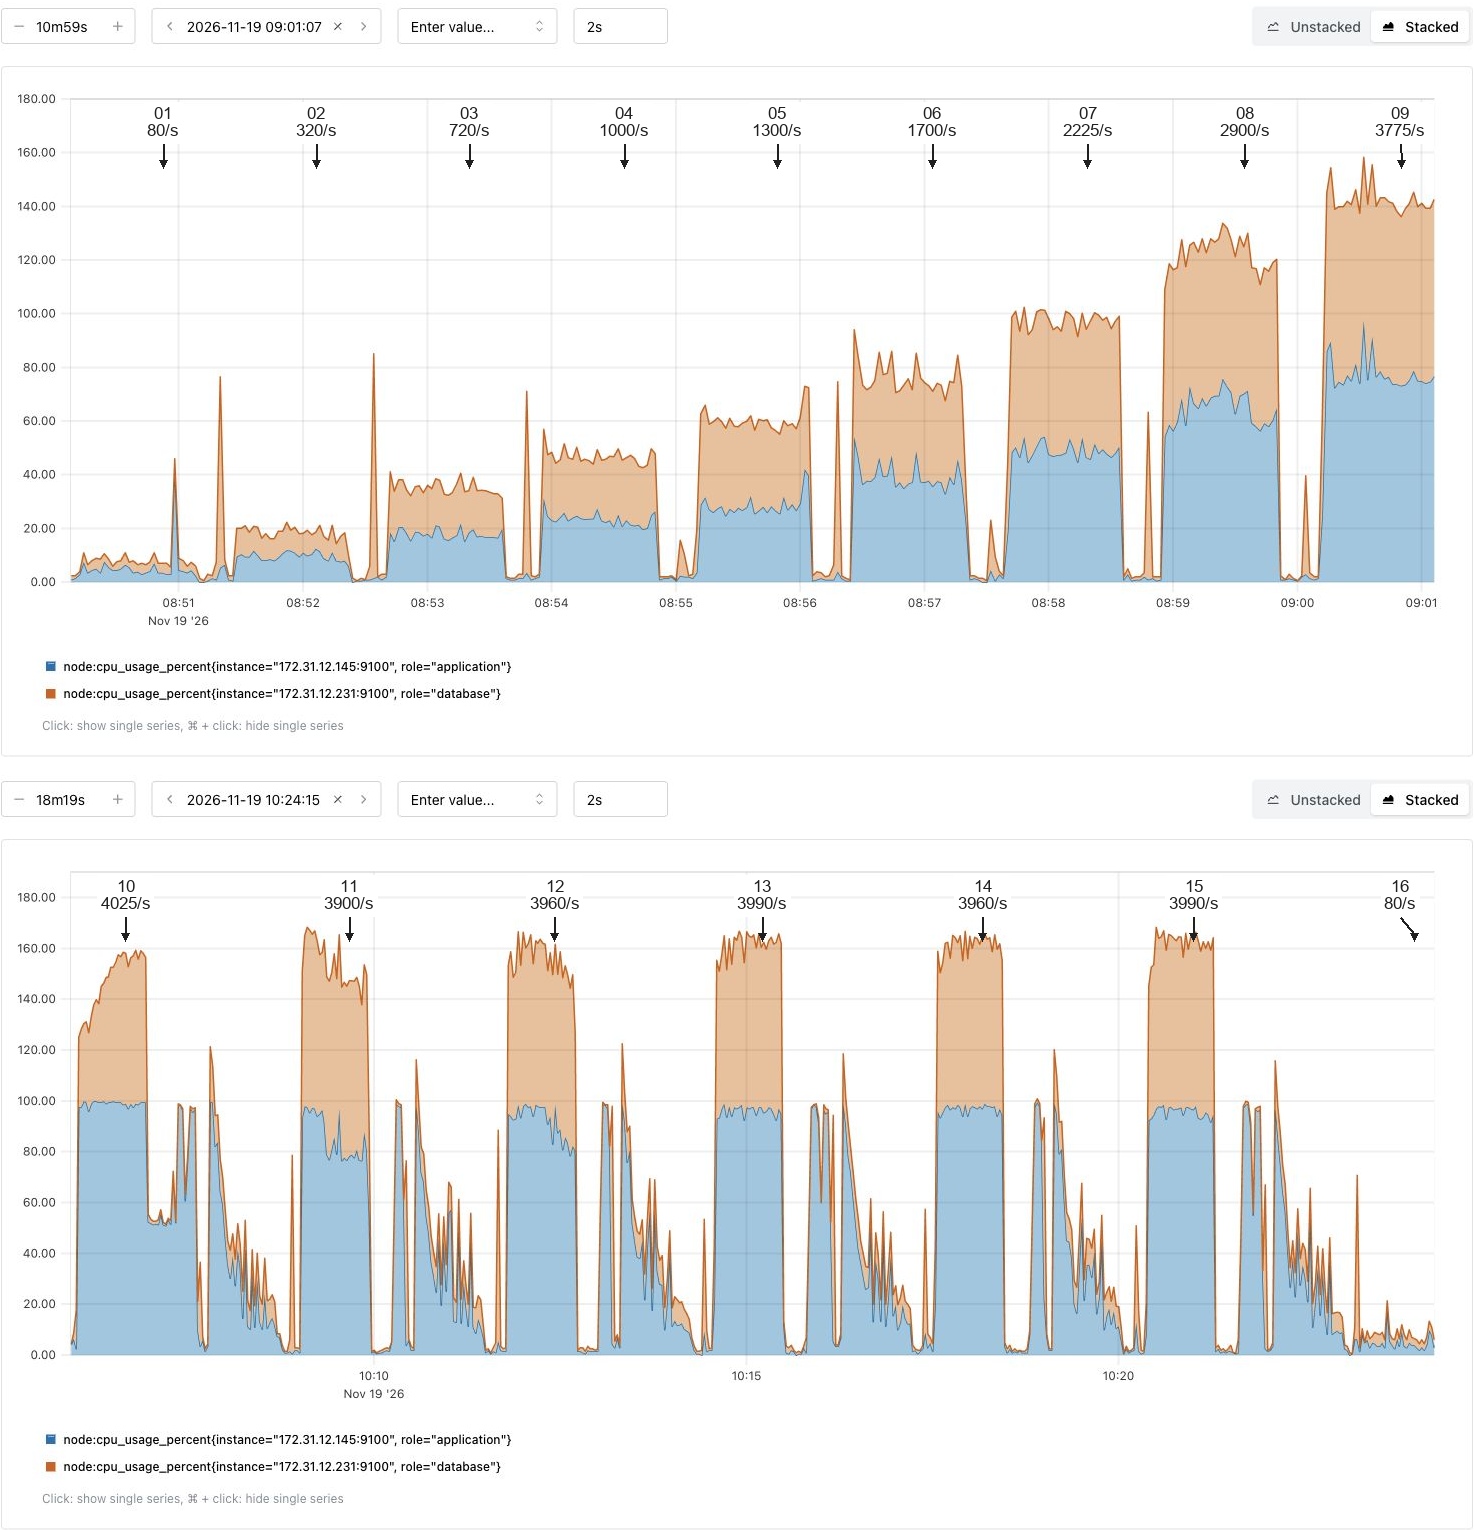 10m59s 2026-11-19 09:01:07 Enter value... 2s Unstacked Stacked
01 02 03 04 05 06 07 08 09
80/s 320/s 720/s 1000/s 1300/s 1700/s 2225/s 2900/s 3775/s
180.00
160.00
140.00
120.00
100.00
80.00
60.00
40.00
20.00
0.00
08:51 08:52 08:53 08:54 08:55 08:56 08:57 08:58 08:59 09:00 09:01
Nov 19 '26
node:cpu_usage_percent{instance="172.31.12.145:9100", role="application"}
node:cpu_usage_percent{instance="172.31.12.231:9100", role="database"}
Click: show single series, ⌘ + click: hide single series
18m19s 2026-11-19 10:24:15 Enter value... 2s Unstacked Stacked
10 11 12 13 14 15 16
4025/s 3900/s 3960/s 3990/s 3960/s 3990/s 80/s
180.00
160.00
140.00
120.00
100.00
80.00
60.00
40.00
20.00
0.00
10:10 10:15 10:20
Nov 19 '26
node:cpu_usage_percent{instance="172.31.12.145:9100", role="application"}
node:cpu_usage_percent{instance="172.31.12.231:9100", role="database"}
Click: show single series, ⌘ + click: hide single series